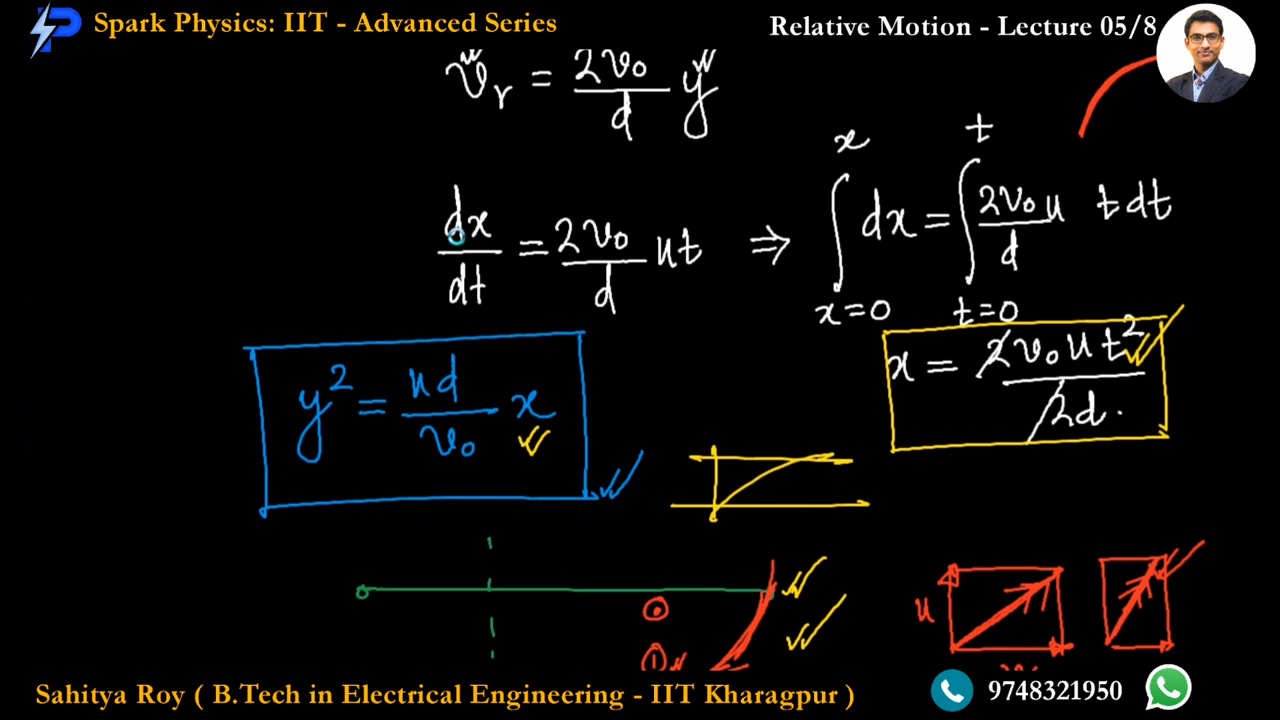 Spark Physics: IIT - Advanced Series
Relative Motion - Lecture 05/8
v_r = 2v₀/d y
dx/dt = 2v₀/d ut ⇒ ∫_{x=0}^{x} dx = ∫_{t=0}^{t} 2v₀u/d t dt
x = 2v₀ut²/2d
y² = ud/v₀ x
u
Sahitya Roy ( B.Tech in Electrical Engineering - IIT Kharagpur )
9748321950